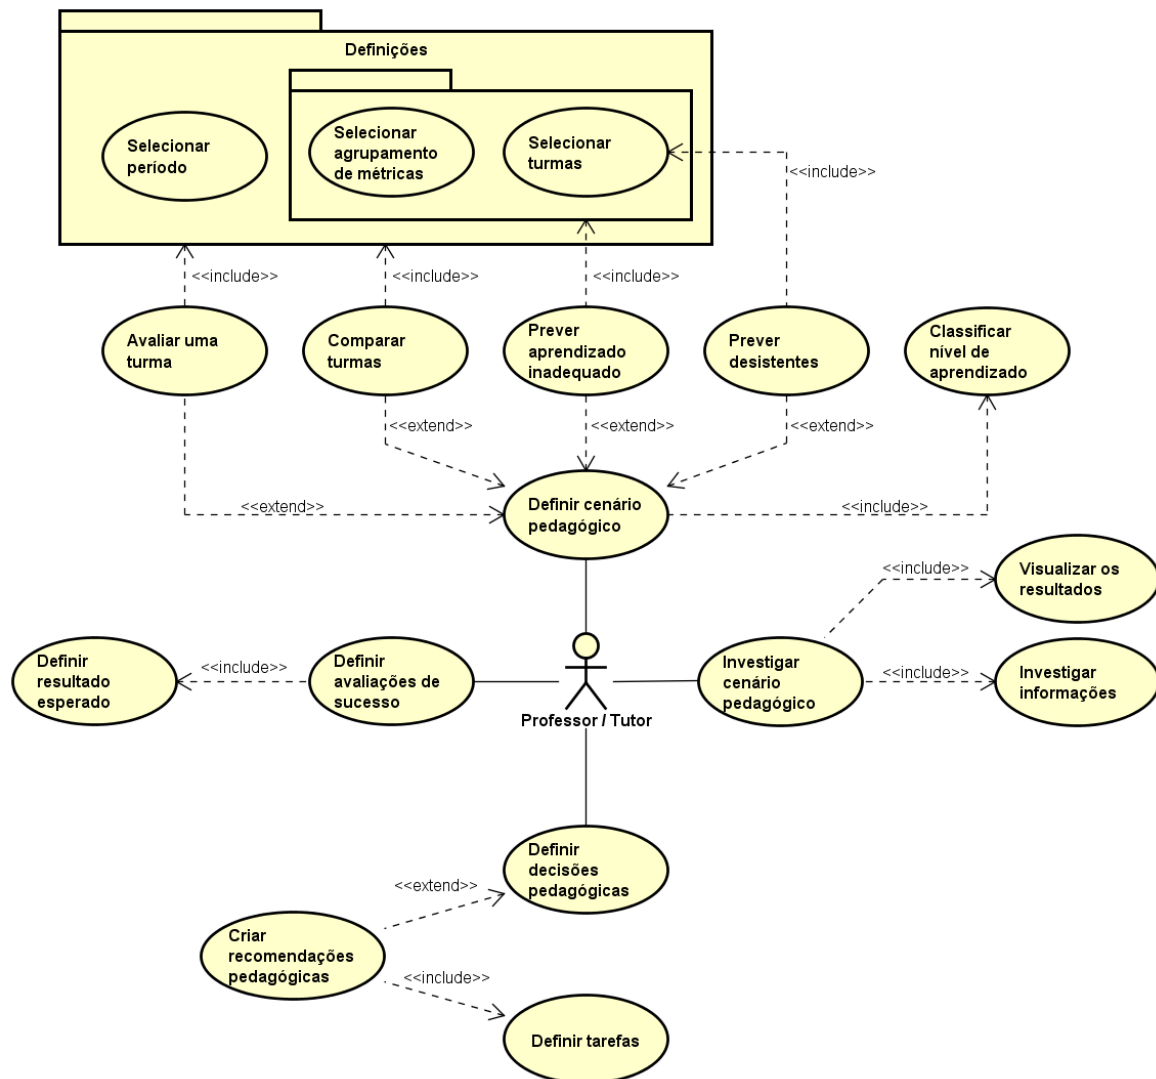 Definições
Selecionar
período
Selecionar
agrupamento
de métricas
Selecionar
turmas
<<include>>
<<include>>
<<include>>
<<include>>
Avaliar uma
turma
Comparar
turmas
Prever
aprendizado
inadequado
Prever
desistentes
Classificar
nível de
aprendizado
<<extend>>
<<extend>>
<<extend>>
<<extend>>
Definir cenário
pedagógico
<<include>>
<<include>>
Visualizar os
resultados
Definir
resultado
esperado
<<include>>
Definir
avaliações de
sucesso
Professor / Tutor
Investigar
cenário
pedagógico
<<include>>
Investigar
informações
Definir
decisões
pedagógicas
<<extend>>
Criar
recomendações
pedagógicas
<<include>>
Definir tarefas